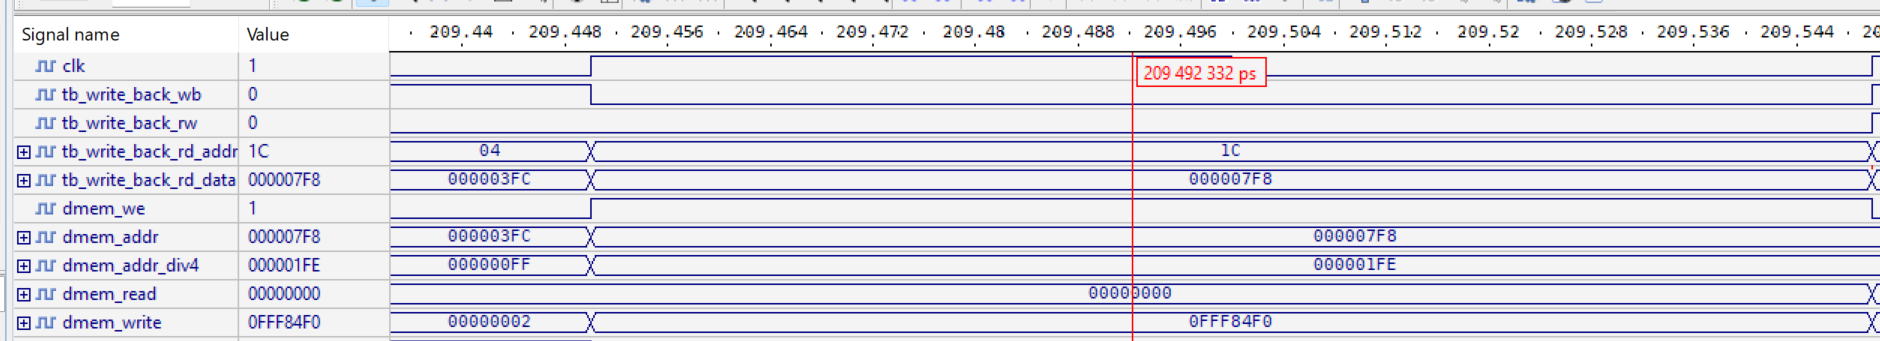 Signal name Value 209.44 209.448 209.456 209.464 209.472 209.48 209.488 209.496 209.504 209.512 209.52 209.528 209.536 209.544
clk 1 209 492 332 ps
tb_write_back_wb 0
tb_write_back_rw 0
tb_write_back_rd_addr 1C 04 1C
tb_write_back_rd_data 000007F8 000003FC 000007F8
dmem_we 1
dmem_addr 000007F8 000003FC 000007F8
dmem_addr_div4 000001FE 000000FF 000001FE
dmem_read 00000000 00000000
dmem_write 0FFF84F0 00000002 0FFF84F0